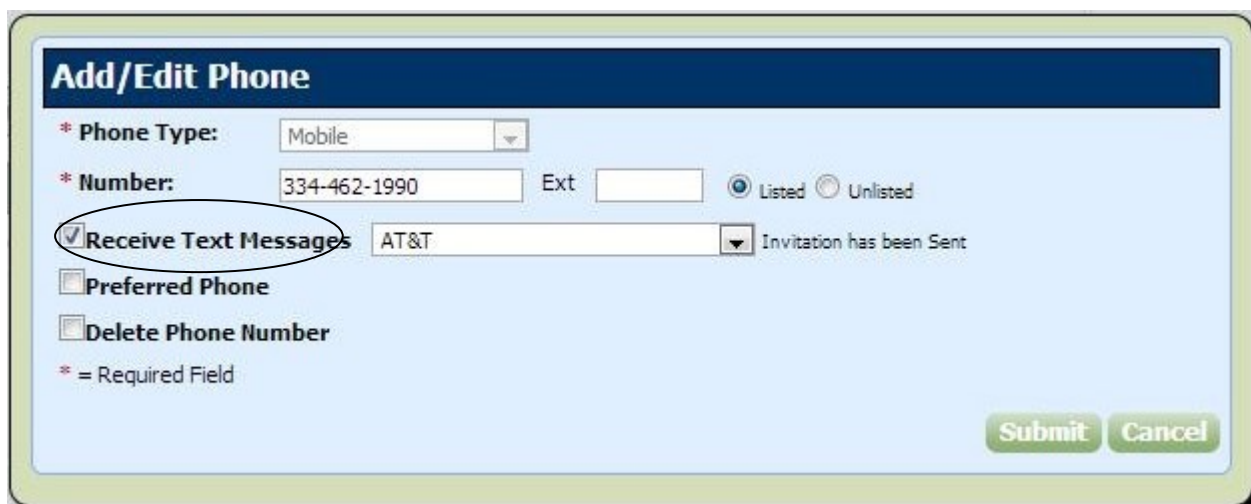 Add/Edit Phone
* Phone Type: Mobile
* Number: 334-462-1990 Ext Listed Unlisted
Receive Text Messages AT&T Invitation has been Sent
Preferred Phone
Delete Phone Number
* = Required Field
Submit Cancel